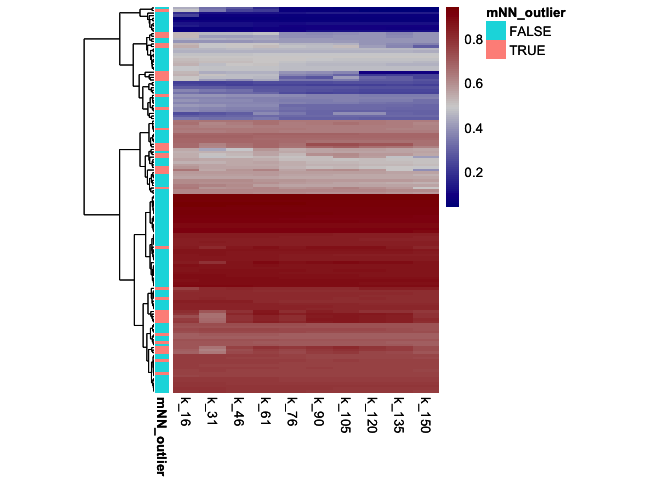 mNN_outlier
FALSE
TRUE
0.8
0.6
0.4
0.2
mNN_outlier
k_16
k_31
k_46
k_61
k_76
k_90
k_105
k_120
k_135
k_150